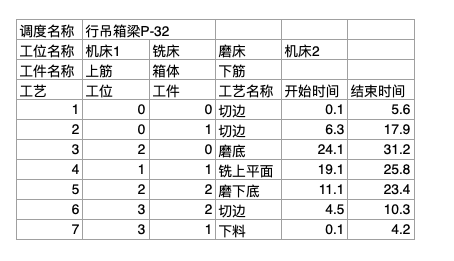 调度名称 行吊箱梁P-32
工位名称 机床1 铣床 磨床 机床2
工件名称 上筋 箱体 下筋
工艺 工位 工件 工艺名称 开始时间 结束时间
1 0 0 切边 0.1 5.6
2 0 1 切边 6.3 17.9
3 2 0 磨底 24.1 31.2
4 1 1 铣上平面 19.1 25.8
5 2 2 磨下底 11.1 23.4
6 3 2 切边 4.5 10.3
7 3 1 下料 0.1 4.2